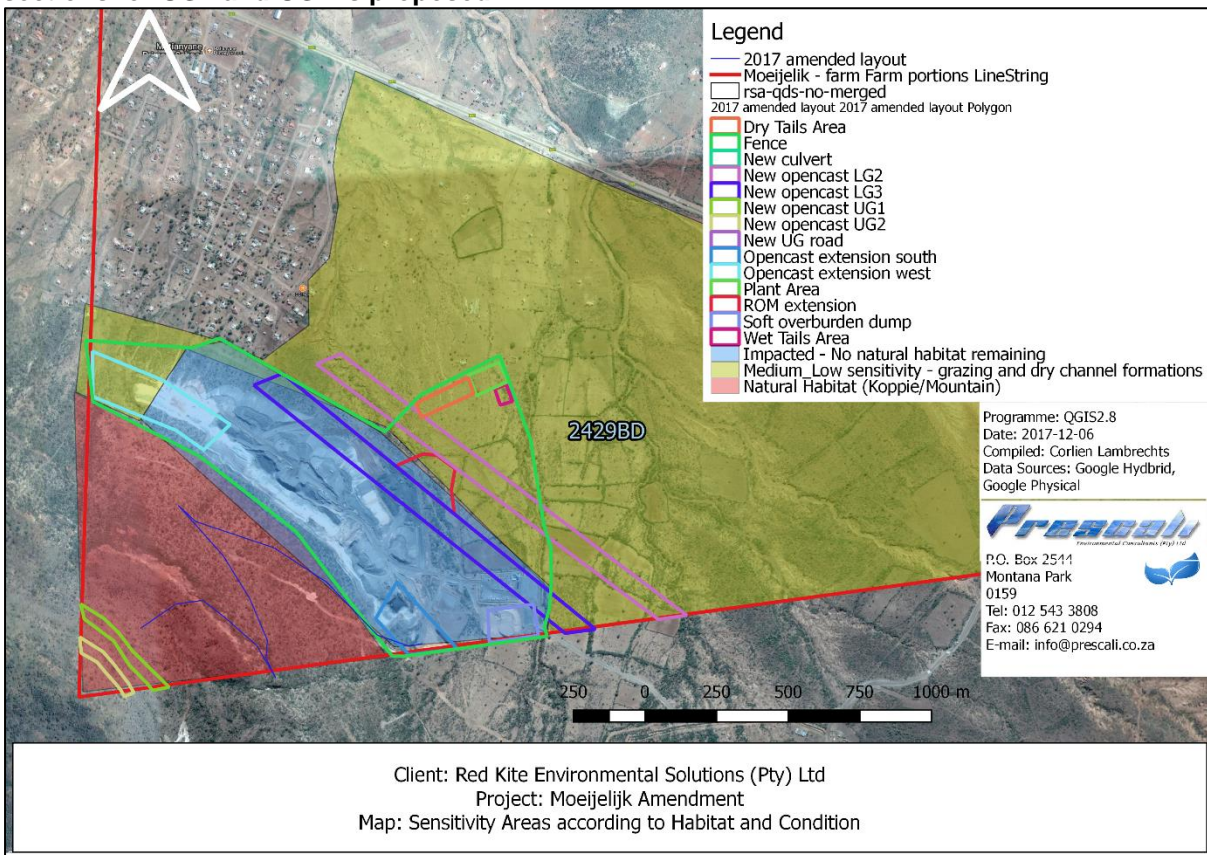 Legend
2017 amended layout
Moeijelik - farm Farm portions LineString
rsa-qds-no-merged
2017 amended layout 2017 amended layout Polygon
Dry Tails Area
Fence
New culvert
New opencast LG2
New opencast LG3
New opencast UG1
New opencast UG2
New UG road
Opencast extension south
Opencast extension west
Plant Area
ROM extension
Soft overburden dump
Wet Tails Area
Impacted - No natural habitat remaining
Medium_Low sensitivity - grazing and dry channel formations
Natural Habitat (Koppie/Mountain)
2429BD
Programme: QGIS2.8
Date: 2017-12-06
Compiled: Corlien Lambrechts
Data Sources: Google Hydbrid,
Google Physical
Prescali
Environmental Consultants (Pty) Ltd
P.O. Box 2544
Montana Park
0159
Tel: 012 543 3808
Fax: 086 621 0294
E-mail: info@prescali.co.za
250 0 250 500 750 1000 m
Client: Red Kite Environmental Solutions (Pty) Ltd
Project: Moeijelijk Amendment
Map: Sensitivity Areas according to Habitat and Condition